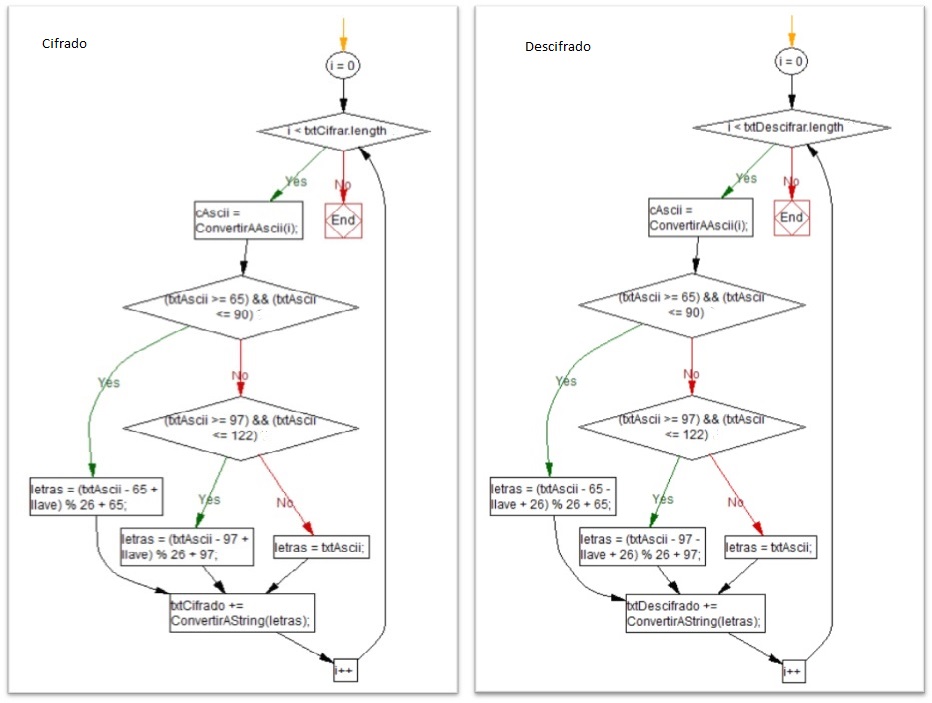 Cifrado
i = 0
i < txtCifrar.length
Yes
No
cAscii =
ConvertirAAscii(i);
End
(txtAscii >= 65) && (txtAscii
<= 90)
Yes
No
(txtAscii >= 97) && (txtAscii
<= 122)
letras = (txtAscii - 65 +
llave) % 26 + 65;
Yes
No
letras = (txtAscii - 97 +
llave) % 26 + 97;
letras = txtAscii;
txtCifrado +=
ConvertirAString(letras);
i++
Descifrado
i = 0
i < txtDescifrar.length
Yes
No
cAscii =
ConvertirAAscii(i);
End
(txtAscii >= 65) && (txtAscii
<= 90)
Yes
No
(txtAscii >= 97) && (txtAscii
<= 122)
letras = (txtAscii - 65 -
llave + 26) % 26 + 65;
Yes
No
letras = (txtAscii - 97 -
llave + 26) % 26 + 97;
letras = txtAscii;
txtDescifrado +=
ConvertirAString(letras);
i++